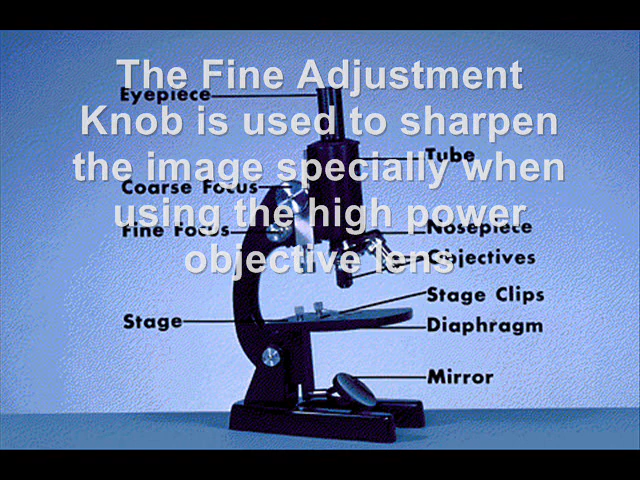 The Fine Adjustment
Knob is used to sharpen
the image specially when
using the high power
objective lens
Eyepiece
Tube
Coarse Focus
Fine Focus
Nosepiece
Objectives
Stage Clips
Stage
Diaphragm
Mirror